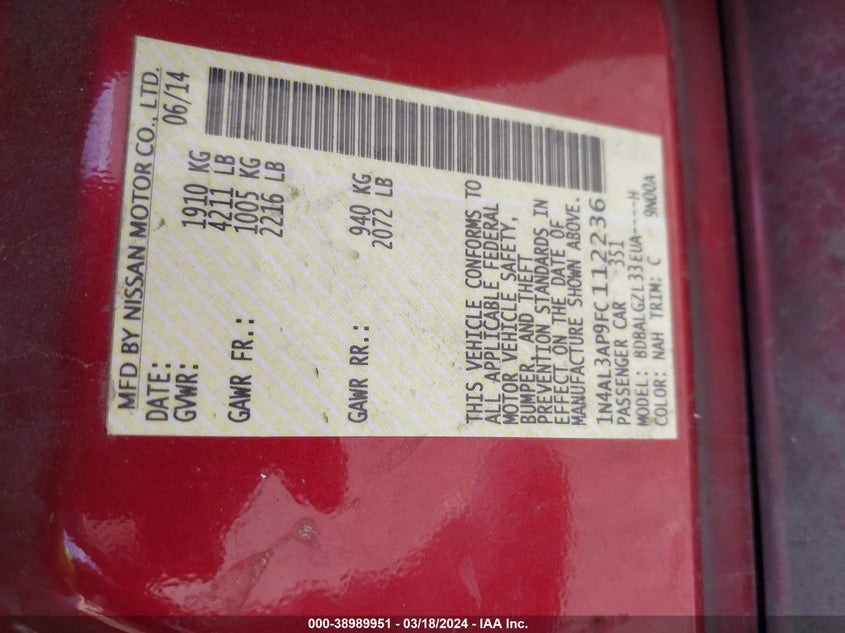 MFD BY NISSAN MOTOR CO., LTD.
DATE: 06/14
GVWR: 1910 KG
4211 LB
GAWR FR.: 1005 KG
2216 LB
GAWR RR.: 940 KG
2072 LB
THIS VEHICLE CONFORMS TO
ALL APPLICABLE FEDERAL
MOTOR VEHICLE SAFETY,
BUMPER, AND THEFT
PREVENTION STANDARDS IN
EFFECT ON THE DATE OF
MANUFACTURE SHOWN ABOVE.
1N4AL3AP9FC112236
PASSENGER CAR 351
MODEL: BDBALGZL33EUA----H
COLOR: NAH TRIM: C 9N00A
000-38989951 - 03/18/2024 - IAA Inc.